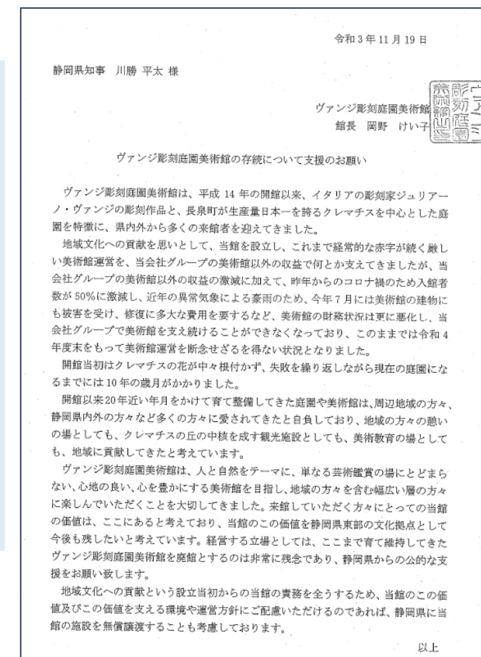 令和3年11月19日
静岡県知事 川勝 平太 様
ヴァンジ彫刻庭園美術館
館長 岡野 けい子
ヴァンジ彫刻庭園美術館の存続について支援のお願い
ヴァンジ彫刻庭園美術館は、平成 14 年の開館以来、イタリアの彫刻家ジュリアー
ノ・ヴァンジの彫刻作品と、長泉町が生産量日本一を誇るクレマチスを中心とした庭
園を特徴に、県内外から多くの来館者を迎えてきました。
地域文化への貢献を思いとして、当館を設立し、これまで経常的な赤字が続く厳し
い美術館運営を、当会社グループの美術館以外の収益で何とか支えてきましたが、当
会社グループの美術館以外の収益の激減に加えて、昨年からのコロナ禍のため入館者
数が 50%に激減し、近年の異常気象による豪雨のため、今年7月には美術館の建物に
も被害を受け、修復に多大な費用を要するなど、美術館の財務状況は更に悪化し、当
会社グループで美術館を支え続けることができなくなっており、このままでは令和4
年度末をもって美術館運営を断念せざるを得ない状況となりました。
開館当初はクレマチスの花が中々根付かず、失敗を繰り返しながら現在の庭園にな
るまでには 10 年の歳月がかかりました。
開館以来20年近い年月をかけて育て整備してきた庭園や美術館は、周辺地域の方々、
静岡県内外の方々など多くの方々に愛されてきたと自負しており、地域の方々の憩い
の場としても、クレマチスの丘の中核を成す観光施設としても、美術教育の場として
も、地域に貢献してきたと考えています。
ヴァンジ彫刻庭園美術館は、人と自然をテーマに、単なる芸術鑑賞の場にとどまら
ない、心地の良い、心を豊かにする美術館を目指し、地域の方々を含む幅広い層の方々
に楽しんでいただくことを大切してきました。来館していただく方々にとっての当館
の価値は、ここにあると考えており、当館のこの価値を静岡県東部の文化拠点として
今後も残したいと考えています。経営する立場としては、ここまで育て維持してきた
ヴァンジ彫刻庭園美術館を廃館とするのは非常に残念であり、静岡県からの公的な支
援をお願い致します。
地域文化への貢献という設立当初からの当館の責務を全うするため、当館のこの価
値及びこの価値を支える環境や運営方針にご配慮いただけるのであれば、静岡県に当
館の施設を無償譲渡することも考慮しております。
以上